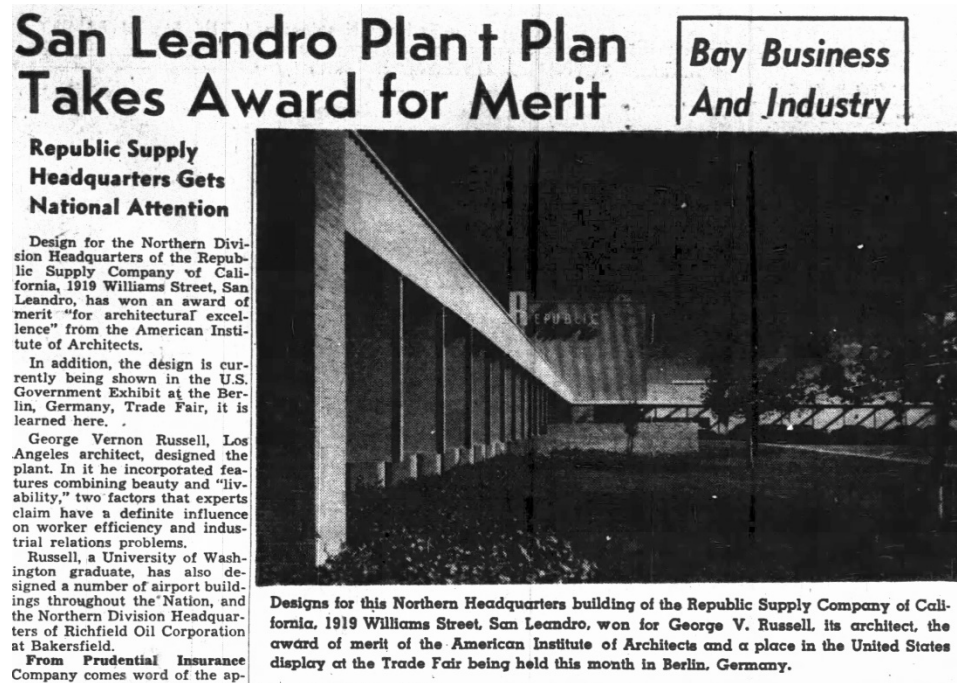 San Leandro Plant Plan
Takes Award for Merit
Bay Business
And Industry
Republic Supply
Headquarters Gets
National Attention
Design for the Northern Divi-
sion Headquarters of the Repub-
lic Supply Company of Cali-
fornia, 1919 Williams Street, San
Leandro, has won an award of
merit "for architectural excel-
lence" from the American Insti-
tute of Architects.
In addition, the design is cur-
rently being shown in the U.S.
Government Exhibit at the Ber-
lin, Germany, Trade Fair, it is
learned here.
George Vernon Russell, Los
Angeles architect, designed the
plant. In it he incorporated fea-
tures combining beauty and "liv-
ability," two factors that experts
claim have a definite influence
on worker efficiency and indus-
trial relations problems.
Russell, a University of Wash-
ington graduate, has also de-
signed a number of airport build-
ings throughout the Nation, and
the Northern Division Headquar-
ters of Richfield Oil Corporation
at Bakersfield.
From Prudential Insurance
Company comes word of the ap-
REPUBLIC
Designs for this Northern Headquarters building of the Republic Supply Company of Cali-
fornia, 1919 Williams Street, San Leandro, won for George V. Russell, its architect, the
award of merit of the American Institute of Architects and a place in the United States
display at the Trade Fair being held this month in Berlin, Germany.